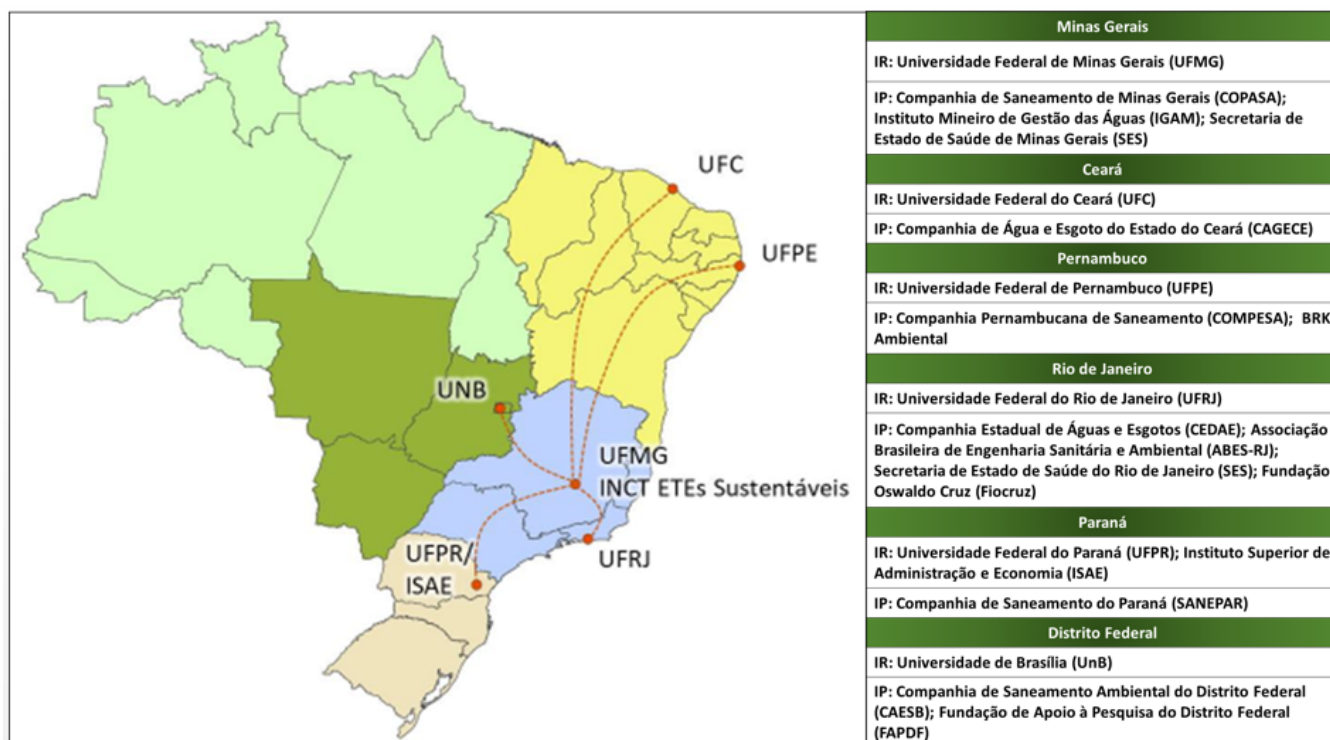 UFC
UFPE
UNB
UFMG
INCT ETEs Sustentáveis
UFRJ
UFPR/
ISAE
Minas Gerais
IR: Universidade Federal de Minas Gerais (UFMG)
IP: Companhia de Saneamento de Minas Gerais (COPASA);
Instituto Mineiro de Gestão das Águas (IGAM); Secretaria de
Estado de Saúde de Minas Gerais (SES)
Ceará
IR: Universidade Federal do Ceará (UFC)
IP: Companhia de Água e Esgoto do Estado do Ceará (CAGECE)
Pernambuco
IR: Universidade Federal de Pernambuco (UFPE)
IP: Companhia Pernambucana de Saneamento (COMPESA); BRK
Ambiental
Rio de Janeiro
IR: Universidade Federal do Rio de Janeiro (UFRJ)
IP: Companhia Estadual de Águas e Esgotos (CEDAE); Associação
Brasileira de Engenharia Sanitária e Ambiental (ABES-RJ);
Secretaria de Estado de Saúde do Rio de Janeiro (SES); Fundação
Oswaldo Cruz (Fiocruz)
Paraná
IR: Universidade Federal do Paraná (UFPR); Instituto Superior de
Administração e Economia (ISAE)
IP: Companhia de Saneamento do Paraná (SANEPAR)
Distrito Federal
IR: Universidade de Brasília (UnB)
IP: Companhia de Saneamento Ambiental do Distrito Federal
(CAESB); Fundação de Apoio à Pesquisa do Distrito Federal
(FAPDF)